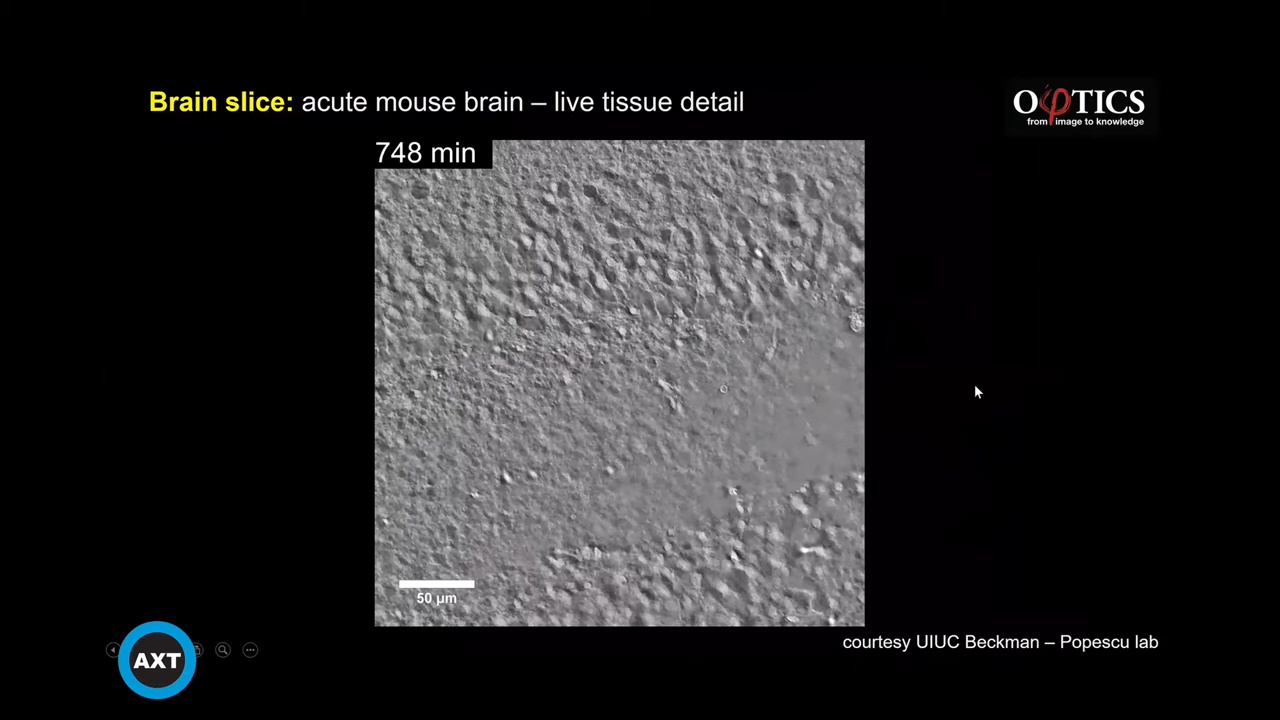 Brain slice: acute mouse brain – live tissue detail
OφTICS
from image to knowledge
748 min
50 µm
courtesy UIUC Beckman – Popescu lab
AXT